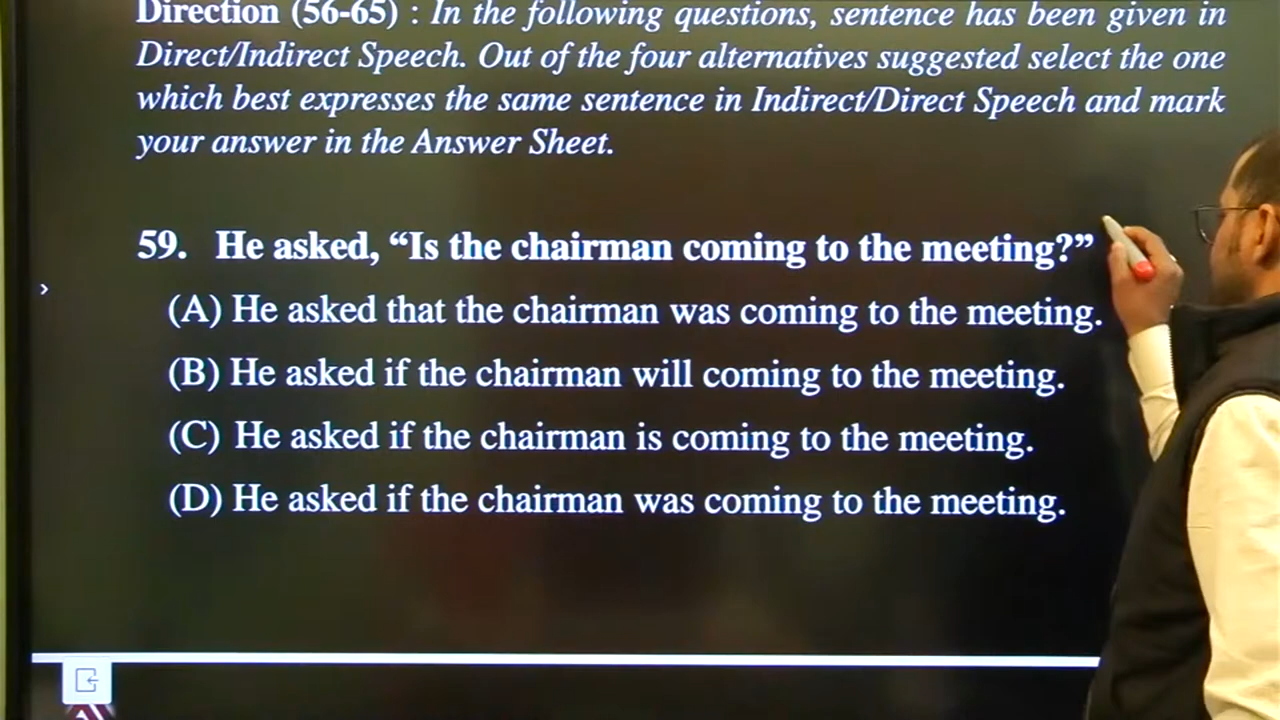 Direction (56-65) : In the following questions, sentence has been given in
Direct/Indirect Speech. Out of the four alternatives suggested select the one
which best expresses the same sentence in Indirect/Direct Speech and mark
your answer in the Answer Sheet.
59. He asked, “Is the chairman coming to the meeting?”
(A) He asked that the chairman was coming to the meeting.
(B) He asked if the chairman will coming to the meeting.
(C) He asked if the chairman is coming to the meeting.
(D) He asked if the chairman was coming to the meeting.